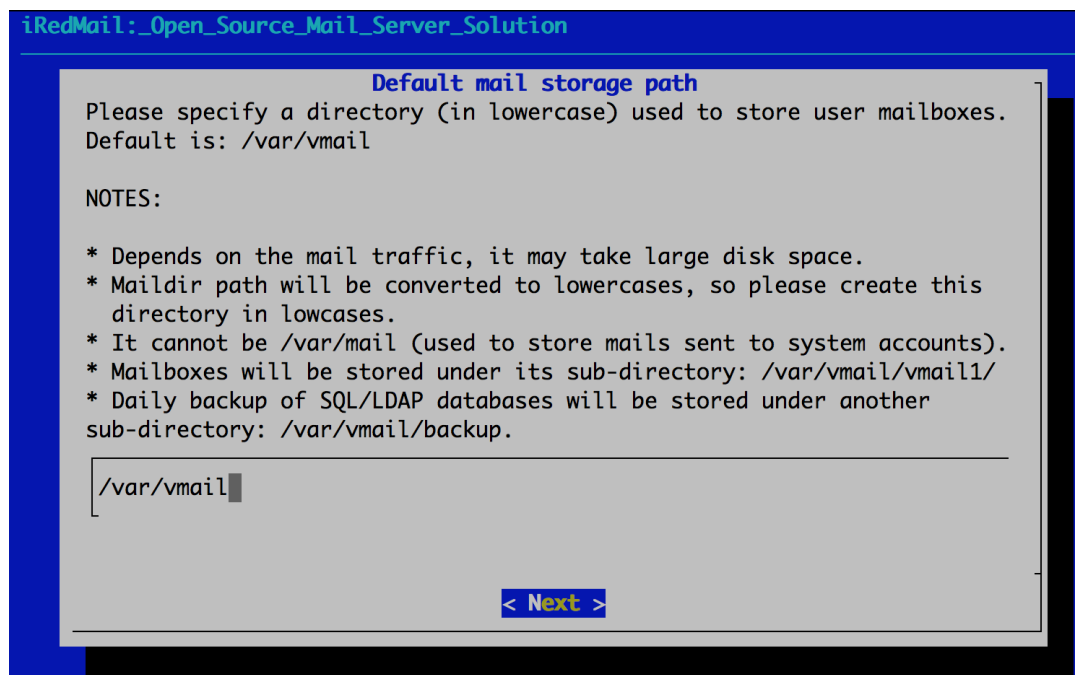 iRedMail:_Open_Source_Mail_Server_Solution
Default mail storage path
Please specify a directory (in lowercase) used to store user mailboxes.
Default is: /var/vmail
NOTES:
* Depends on the mail traffic, it may take large disk space.
* Maildir path will be converted to lowercases, so please create this
directory in lowcases.
* It cannot be /var/mail (used to store mails sent to system accounts).
* Mailboxes will be stored under its sub-directory: /var/vmail/vmail1/
* Daily backup of SQL/LDAP databases will be stored under another
sub-directory: /var/vmail/backup.
/var/vmail
< Next >